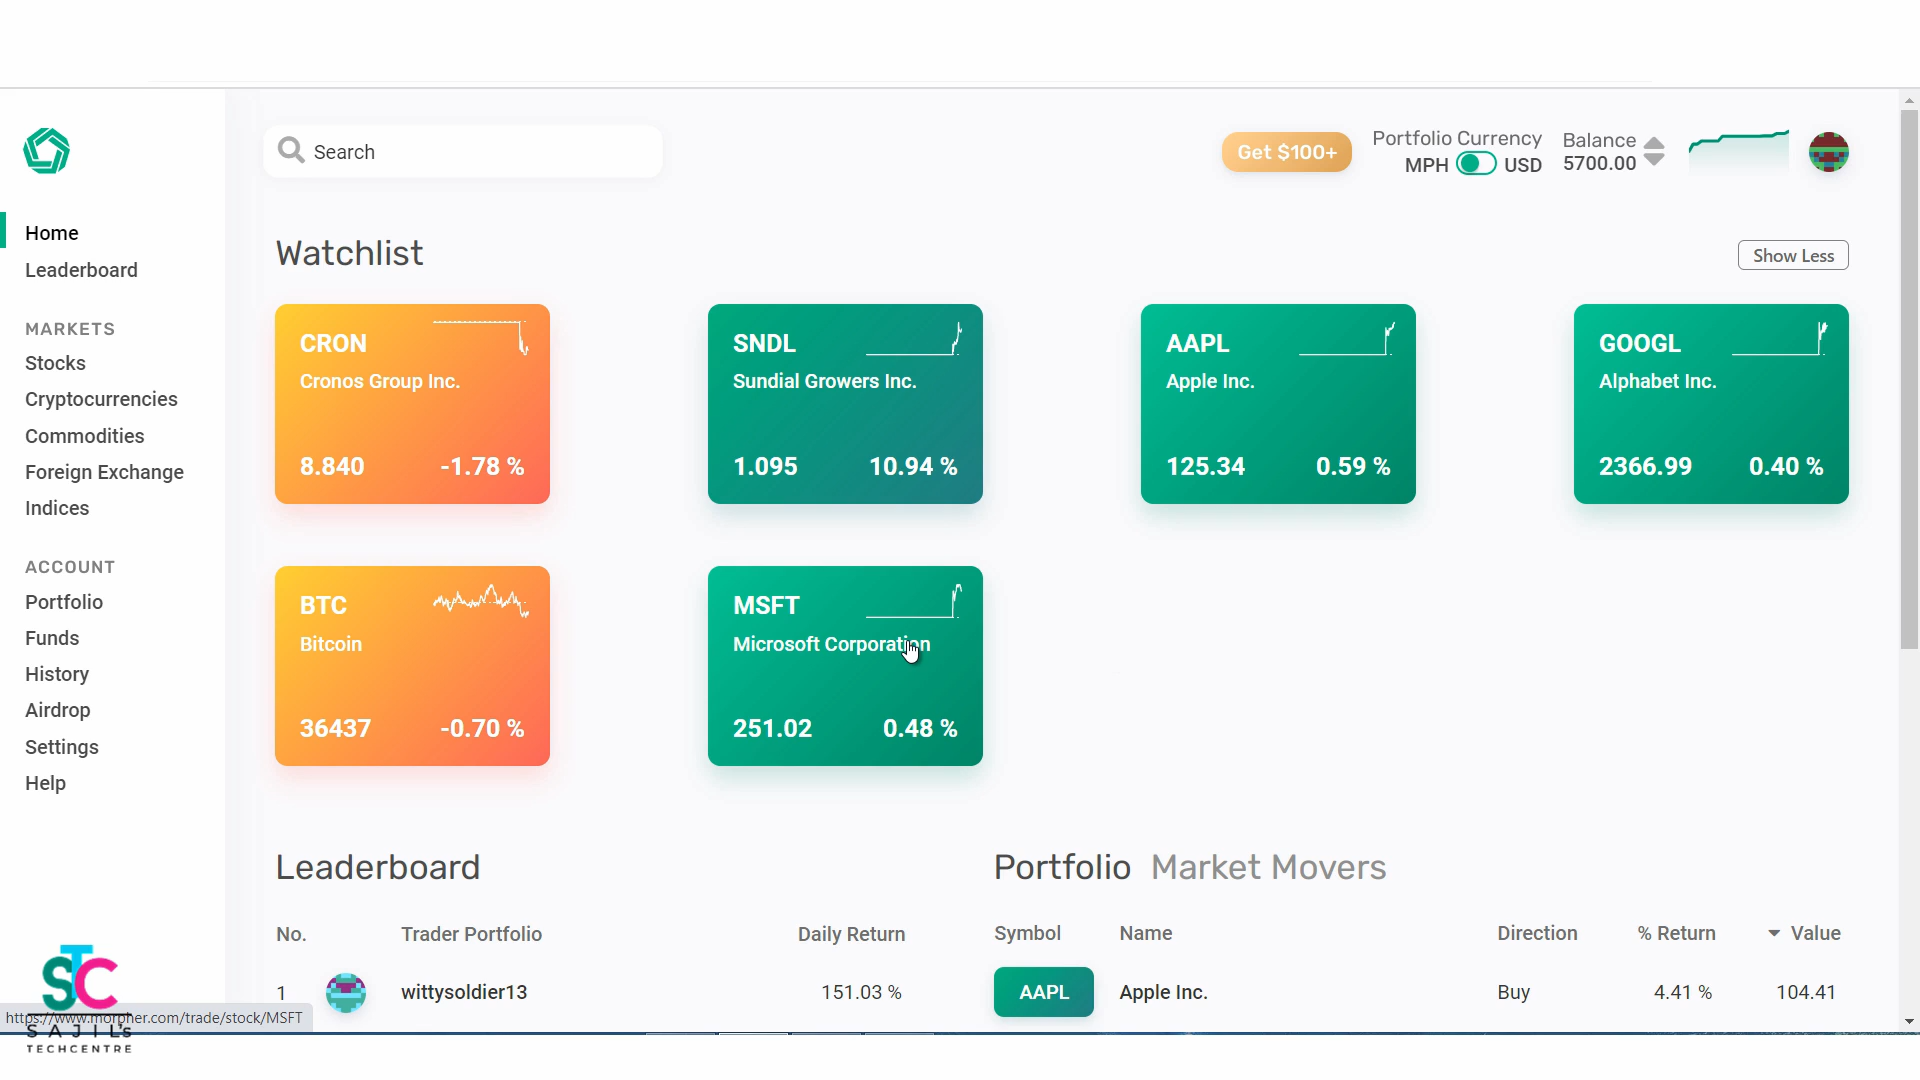 Search
Get $100+
Portfolio Currency
MPH USD
Balance
5700.00
Home
Leaderboard
MARKETS
Stocks
Cryptocurrencies
Commodities
Foreign Exchange
Indices
ACCOUNT
Portfolio
Funds
History
Airdrop
Settings
Help
Watchlist
Show Less
CRON
Cronos Group Inc.
8.840 -1.78 %
SNDL
Sundial Growers Inc.
1.095 10.94 %
AAPL
Apple Inc.
125.34 0.59 %
GOOGL
Alphabet Inc.
2366.99 0.40 %
BTC
Bitcoin
36437 -0.70 %
MSFT
Microsoft Corporation
251.02 0.48 %
Leaderboard
No. Trader Portfolio Daily Return
1 wittysoldier13 151.03 %
Portfolio Market Movers
Symbol Name Direction % Return Value
AAPL Apple Inc. Buy 4.41 % 104.41
STC
https://www.morpher.com/trade/stock/MSFT
SAJIL's
TECHCENTRE